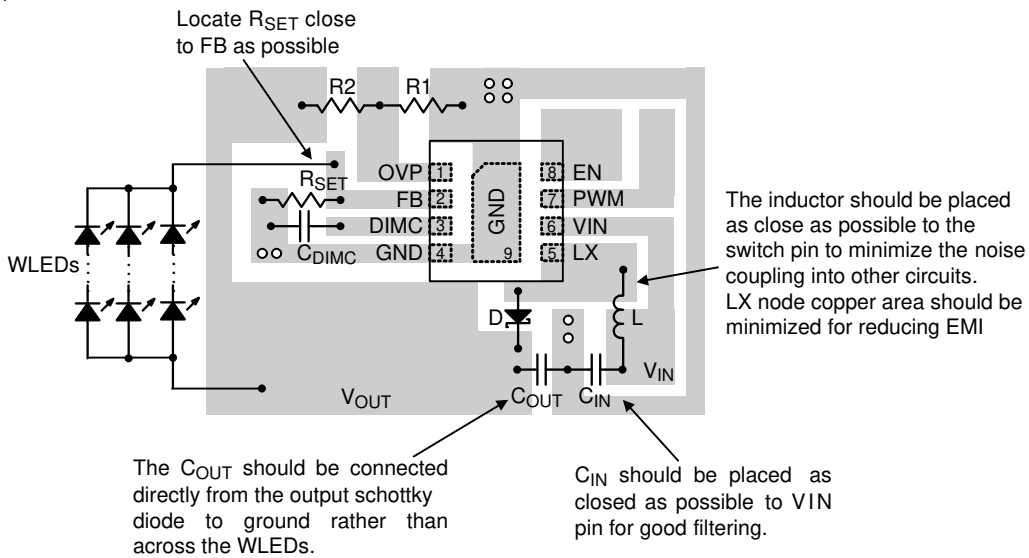 Locate RSET close
to FB as possible
R2
R1
OVP 1
8 EN
RSET
FB 2
7 PWM
DIMC 3
6 VIN
CDIMC
GND 4
GND
9
5 LX
WLEDs
The inductor should be placed
as close as possible to the
switch pin to minimize the noise
coupling into other circuits.
LX node copper area should be
minimized for reducing EMI
D
L
VOUT
COUT
CIN
VIN
The COUT should be connected
directly from the output schottky
diode to ground rather than
across the WLEDs.
CIN should be placed as
closed as possible to VIN
pin for good filtering.